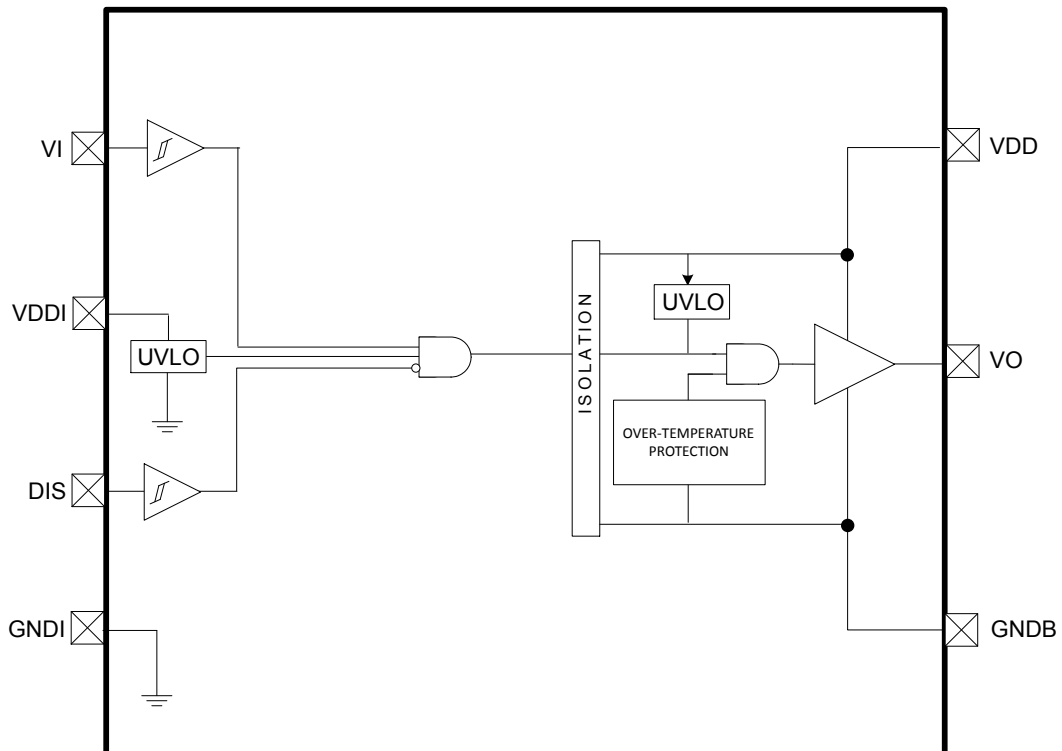 VI
VDD
VDDI
UVLO
ISOLATION
UVLO
VO
OVER-TEMPERATURE
PROTECTION
DIS
GNDI
GNDB